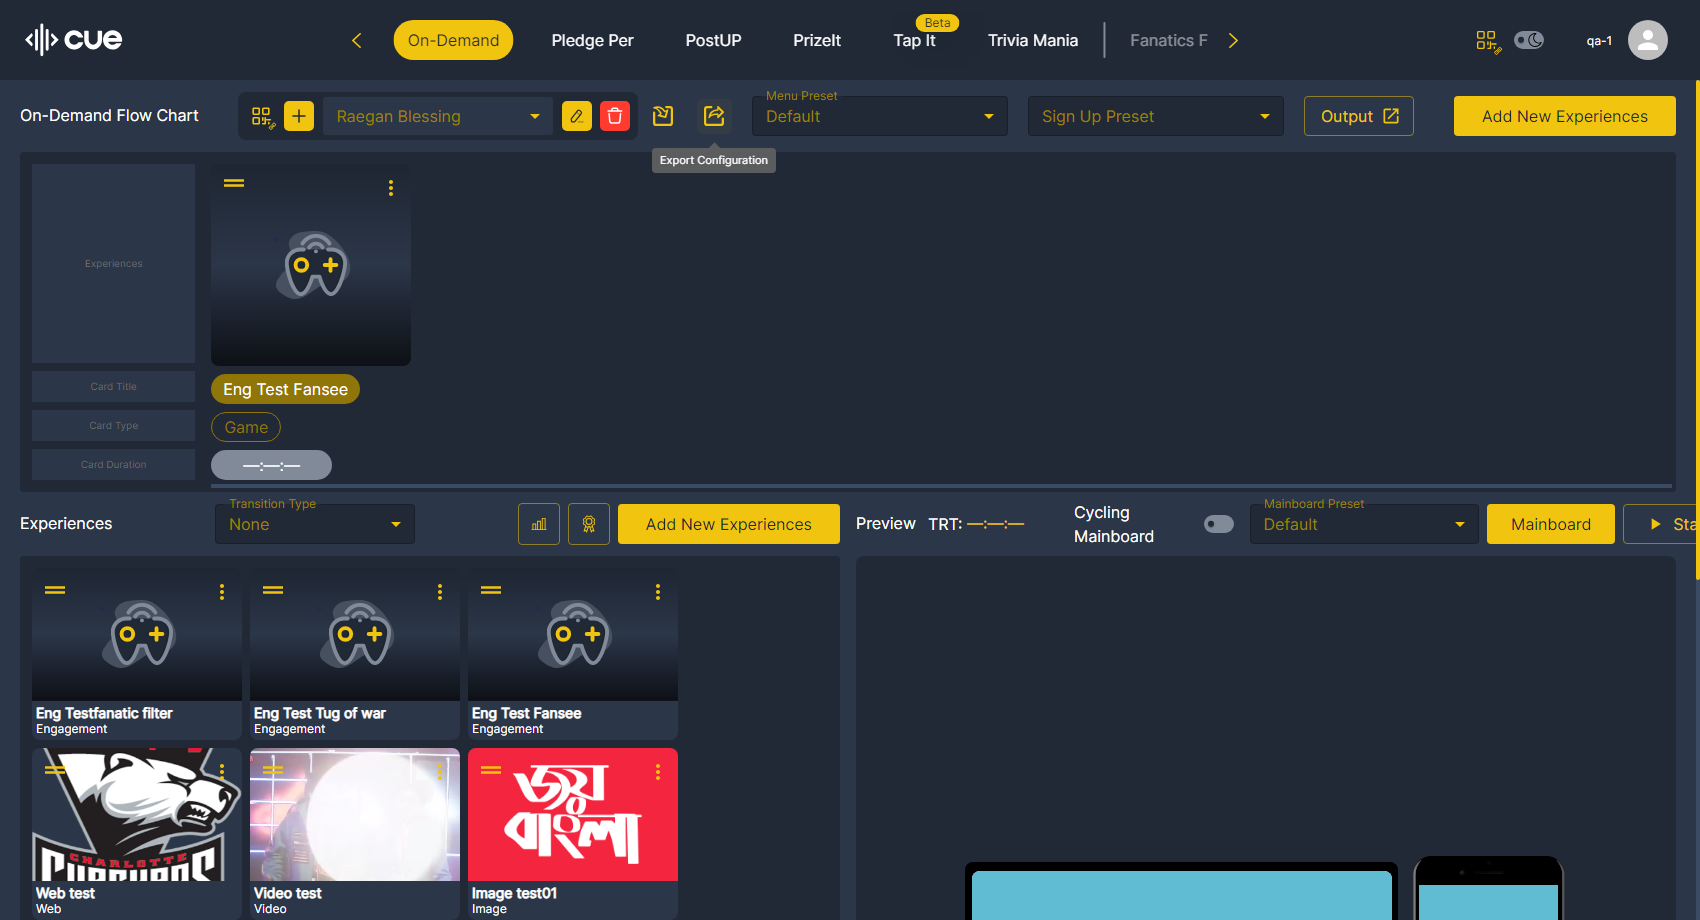 cue
On-Demand
Pledge Per
PostUP
PrizeIt
Beta
Tap It
Trivia Mania
Fanatics F
qa-1
On-Demand Flow Chart
Raegan Blessing
Menu Preset
Default
Sign Up Preset
Output
Add New Experiences
Export Configuration
Experiences
Card Title
Card Type
Card Duration
Eng Test Fansee
Game
—:—:—
Experiences
Transition Type
None
Add New Experiences
Preview
TRT: —:—:—
Cycling
Mainboard
Mainboard Preset
Default
Mainboard
Sta
Eng Testfanatic filter
Engagement
Eng Test Tug of war
Engagement
Eng Test Fansee
Engagement
CHARLOTTE
Web test
Web
Video test
Video
জয়
বাংলা
Image test01
Image